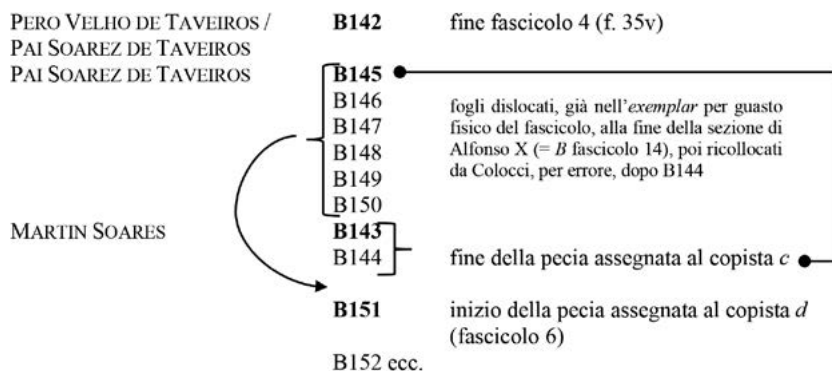 PERO VELHO DE TAVEIROS / B142 fine fascicolo 4 (f. 35v)
PAI SOAREZ DE TAVEIROS
PAI SOAREZ DE TAVEIROS B145
B146
B147
B148
B149
B150
fogli dislocati, già nell'exemplar per guasto
fisico del fascicolo, alla fine della sezione di
Alfonso X (= B fascicolo 14), poi ricollocati
da Colocci, per errore, dopo B144
MARTIN SOARES B143
B144 fine della pecia assegnata al copista c
B151 inizio della pecia assegnata al copista d
(fascicolo 6)
B152 ecc.